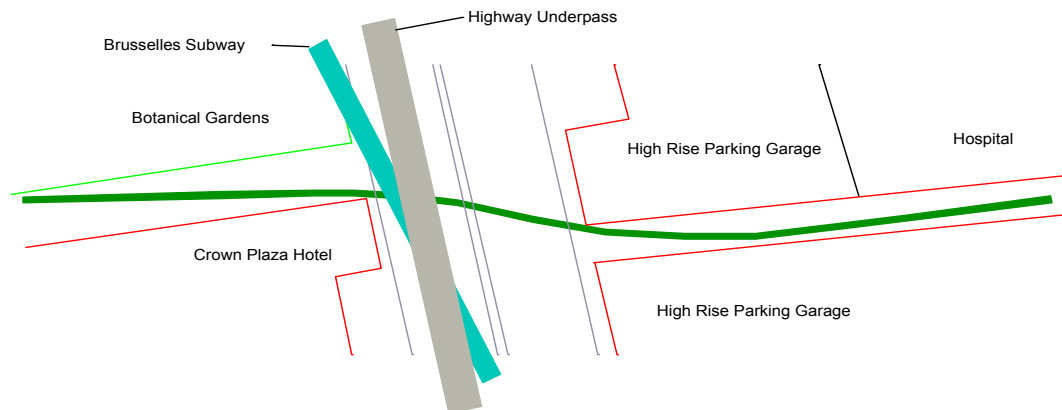 Highway Underpass
Brusselles Subway
Botanical Gardens
High Rise Parking Garage
Hospital
Crown Plaza Hotel
High Rise Parking Garage